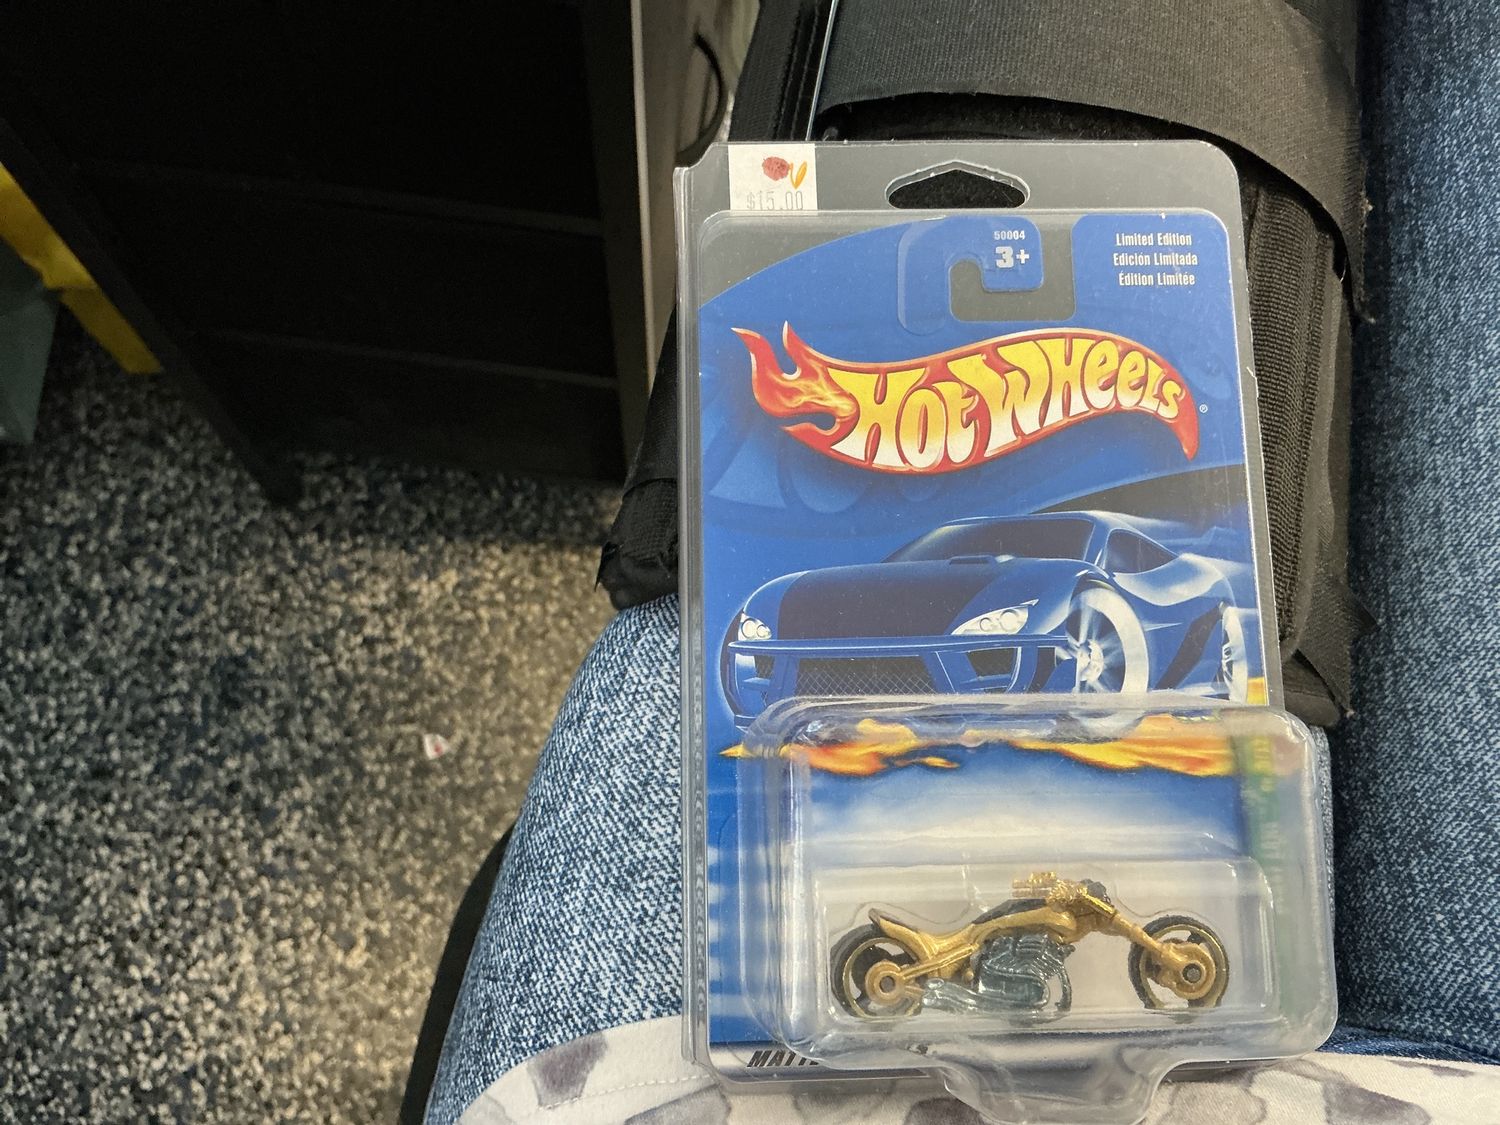 $15.00
50004
3+
Limited Edition
Edición Limitada
Édition Limitée
HOT WHEELS®